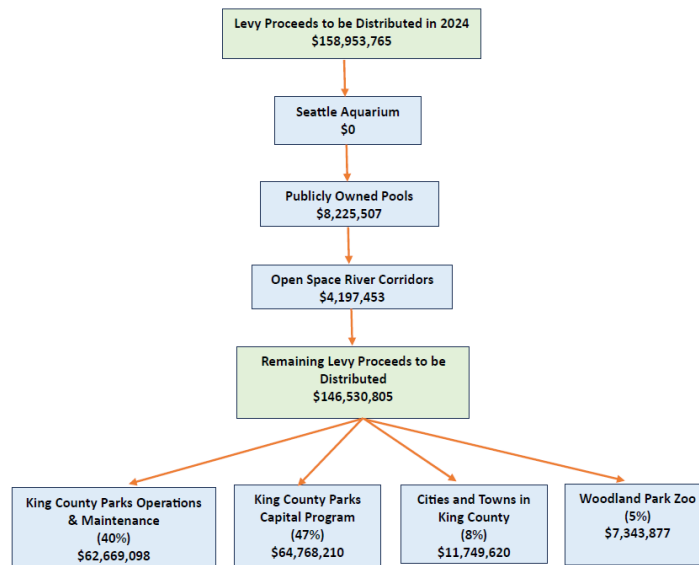 Levy Proceeds to be Distributed in 2024
$158,953,765
Seattle Aquarium
$0
Publicly Owned Pools
$8,225,507
Open Space River Corridors
$4,197,453
Remaining Levy Proceeds to be
Distributed
$146,530,805
King County Parks Operations
& Maintenance
(40%)
$62,669,098
King County Parks
Capital Program
(47%)
$64,768,210
Cities and Towns in
King County
(8%)
$11,749,620
Woodland Park Zoo
(5%)
$7,343,877